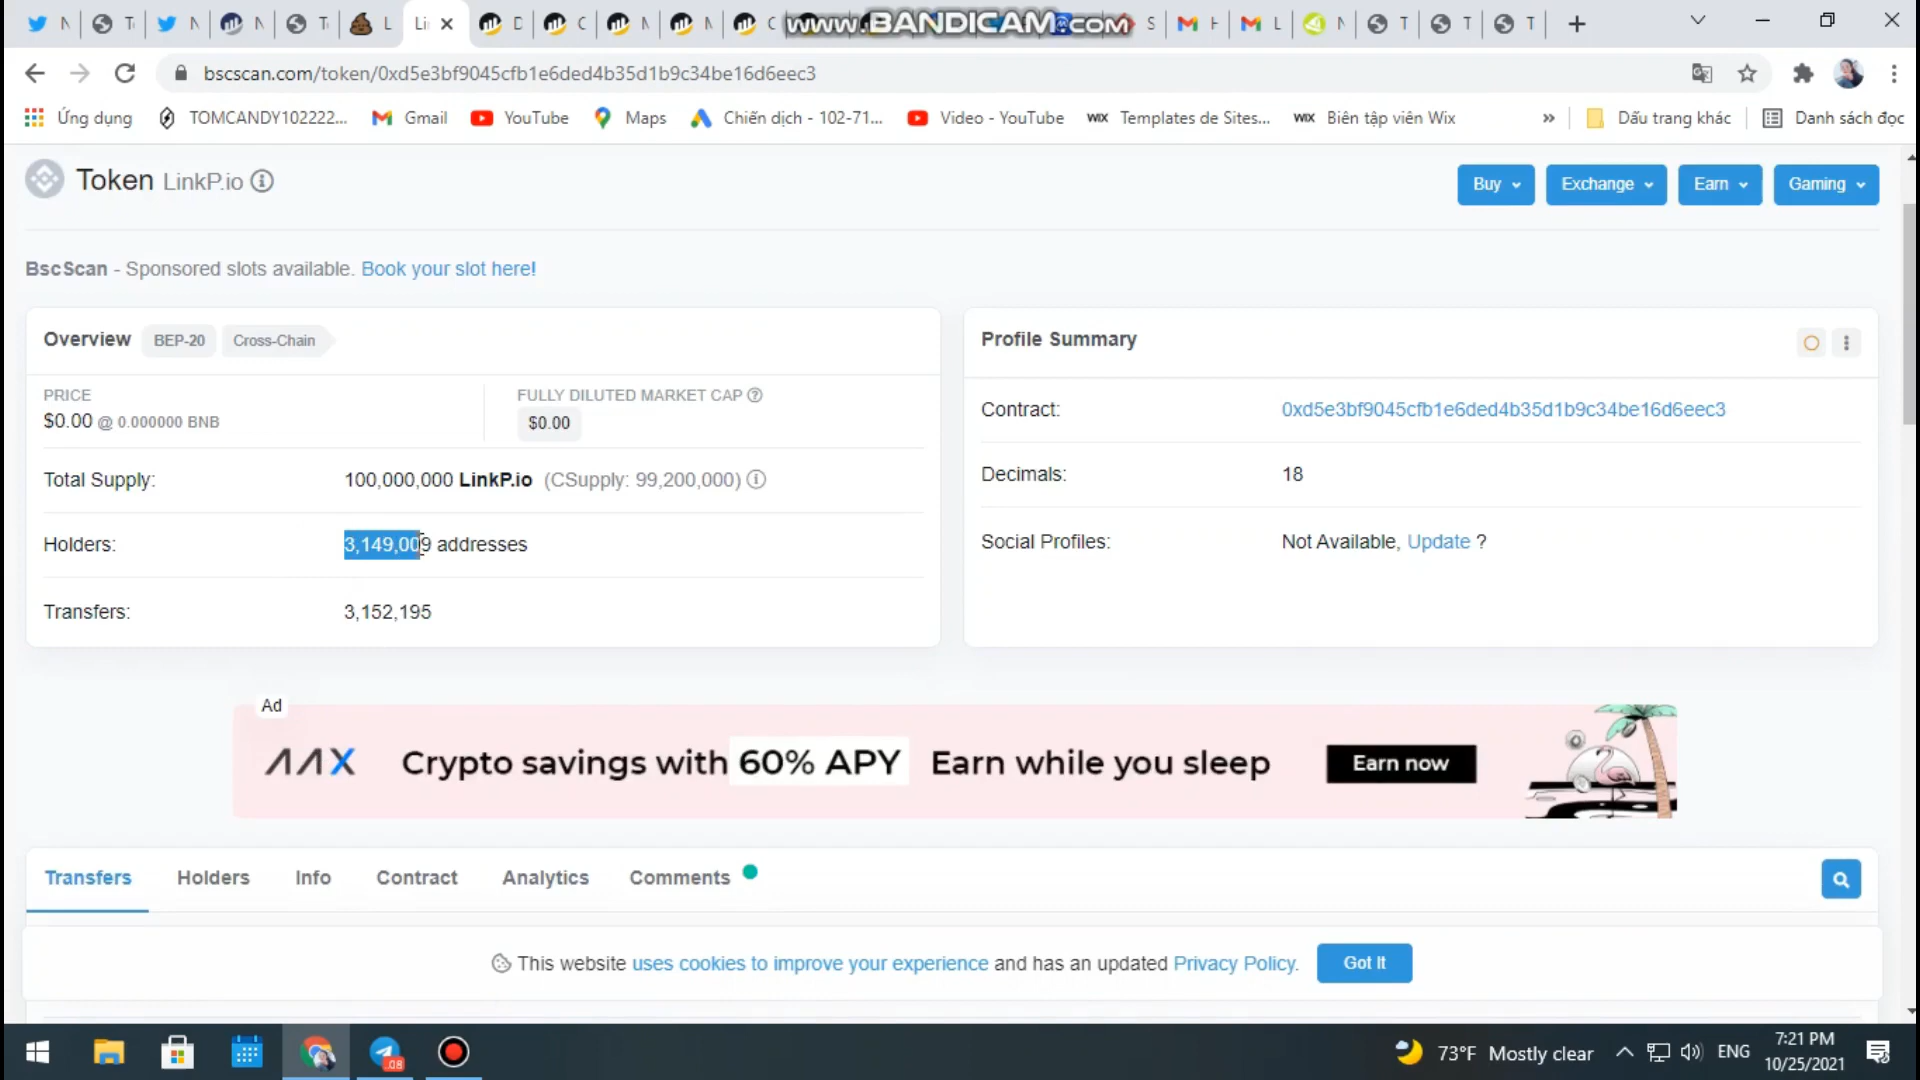 N T N N T L Li D C M M C www.BANDICAM.com S H L N T T T
bscscan.com/token/0xd5e3bf9045cfb1e6ded4b35d1b9c34be16d6eec3
Ứng dụng TOMCANDY102222... Gmail YouTube Maps Chiến dịch - 102-71... Video - YouTube WIX Templates de Sites... WIX Biên tập viên Wix » Dấu trang khác Danh sách đọc
Token LinkP.io
Buy Exchange Earn Gaming
BscScan - Sponsored slots available. Book your slot here!
Overview BEP-20 Cross-Chain
PRICE
$0.00 @ 0.000000 BNB
FULLY DILUTED MARKET CAP
$0.00
Total Supply: 100,000,000 LinkP.io (CSupply: 99,200,000)
Holders: 3,149,009 addresses
Transfers: 3,152,195
Profile Summary
Contract: 0xd5e3bf9045cfb1e6ded4b35d1b9c34be16d6eec3
Decimals: 18
Social Profiles: Not Available, Update ?
Ad
AAX Crypto savings with 60% APY Earn while you sleep Earn now
Transfers Holders Info Contract Analytics Comments
This website uses cookies to improve your experience and has an updated Privacy Policy. Got It
.08
73°F Mostly clear ENG
7:21 PM
10/25/2021